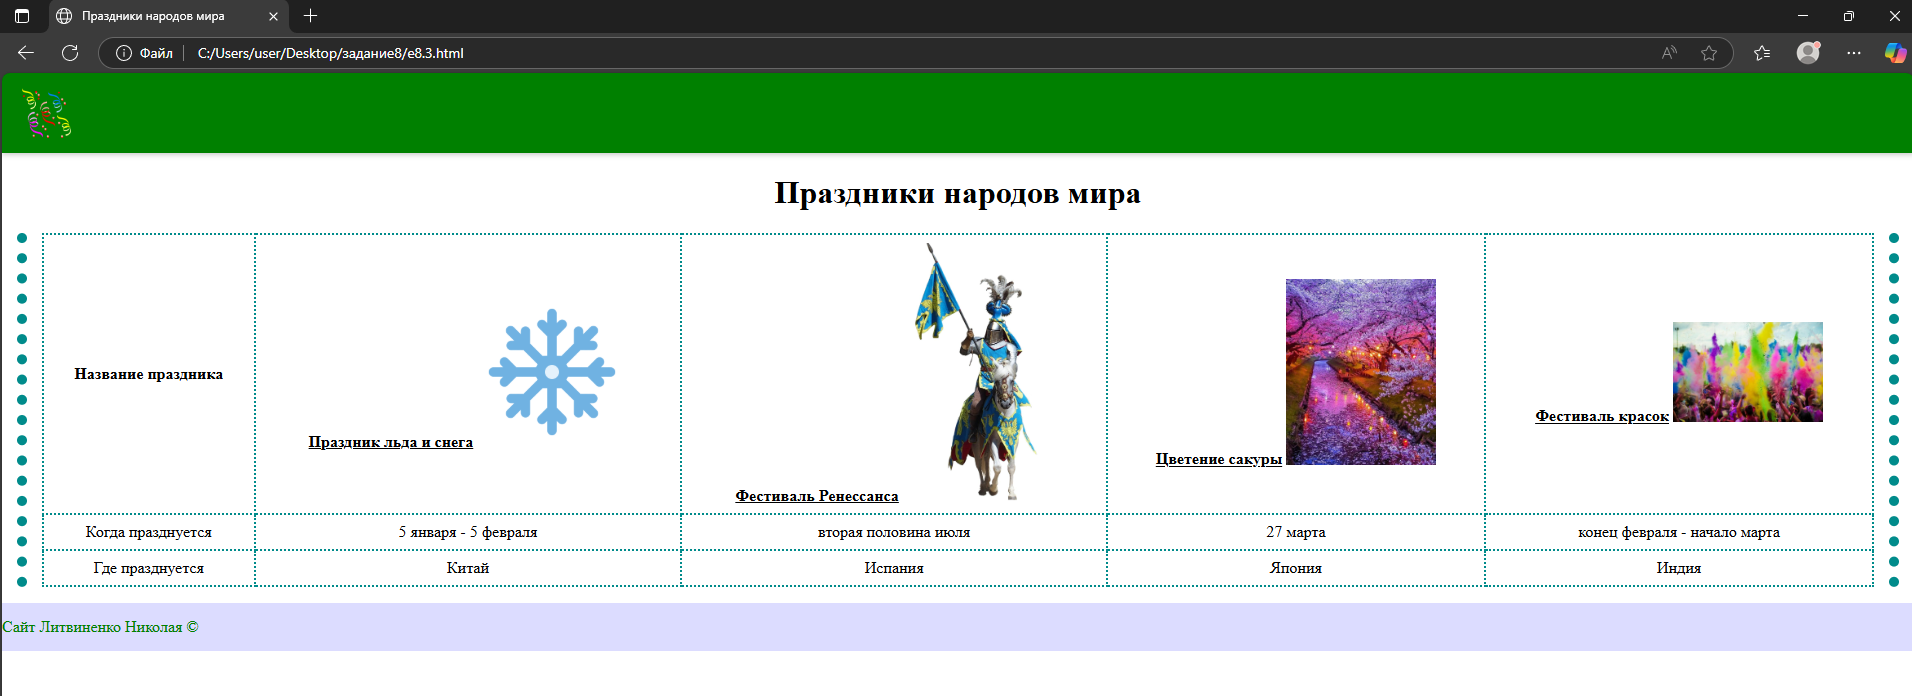 Праздники народов мира
Файл C:/Users/user/Desktop/задание8/e8.3.html
Праздники народов мира
Название праздника
Праздник льда и снега
Фестиваль Ренессанса
Цветение сакуры
Фестиваль красок
Когда празднуется 5 января - 5 февраля вторая половина июля 27 марта конец февраля - начало марта
Где празднуется Китай Испания Япония Индия
Сайт Литвиненко Николая ©